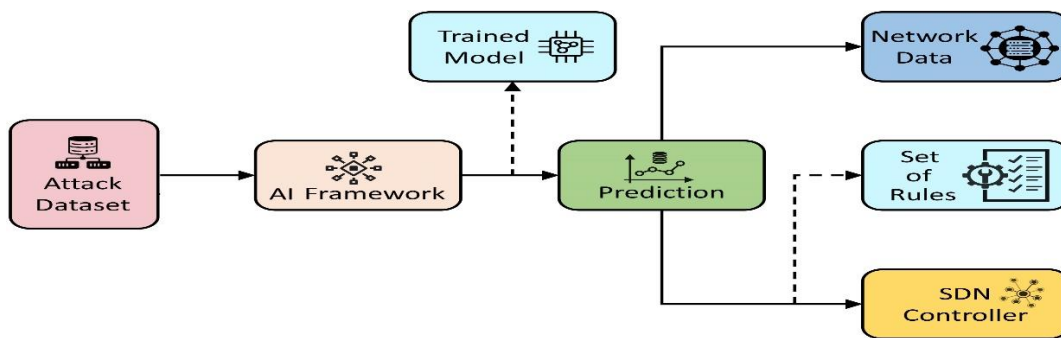 Attack
Dataset
AI Framework
Trained
Model
Prediction
Network
Data
Set
of
Rules
SDN
Controller